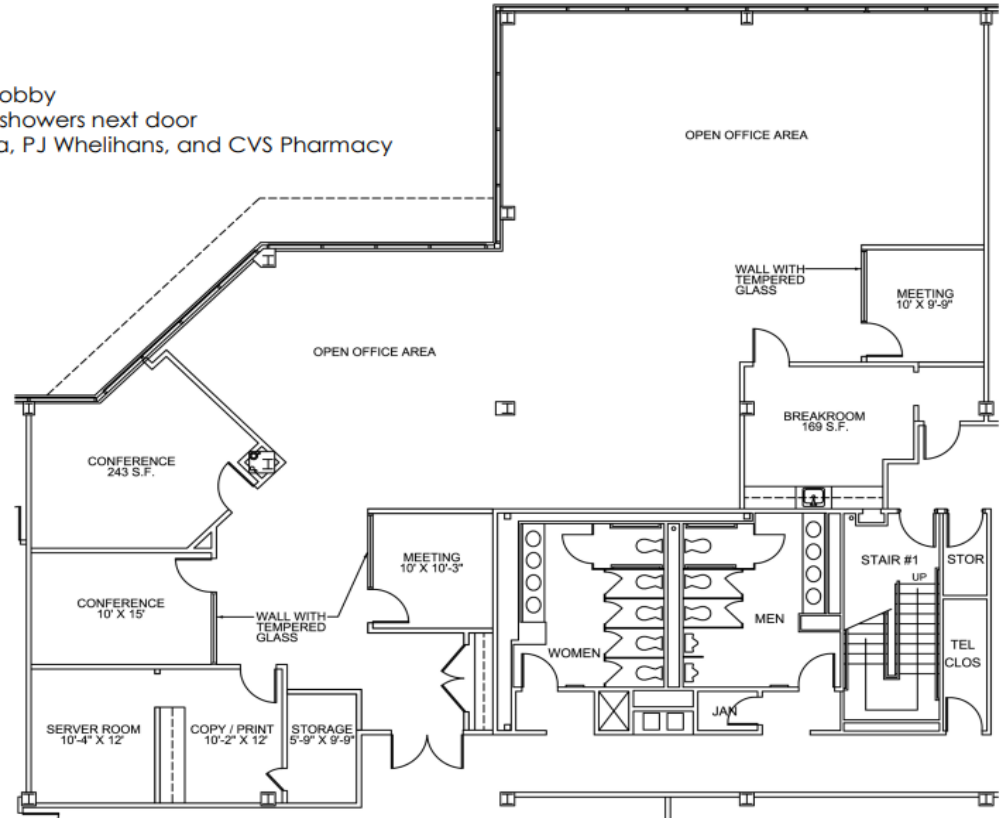 obby
showers next door
a, PJ Whelihans, and CVS Pharmacy
OPEN OFFICE AREA
WALL WITH
TEMPERED
GLASS
MEETING
10' X 9'-9"
OPEN OFFICE AREA
BREAKROOM
169 S.F.
CONFERENCE
243 S.F.
MEETING
10' X 10'-3"
STAIR #1
UP
STOR
CONFERENCE
10' X 15'
WALL WITH
TEMPERED
GLASS
MEN
WOMEN
TEL
CLOS
JAN
SERVER ROOM
10'-4" X 12'
COPY / PRINT
10'-2" X 12'
STORAGE
5'-9" X 9'-9"